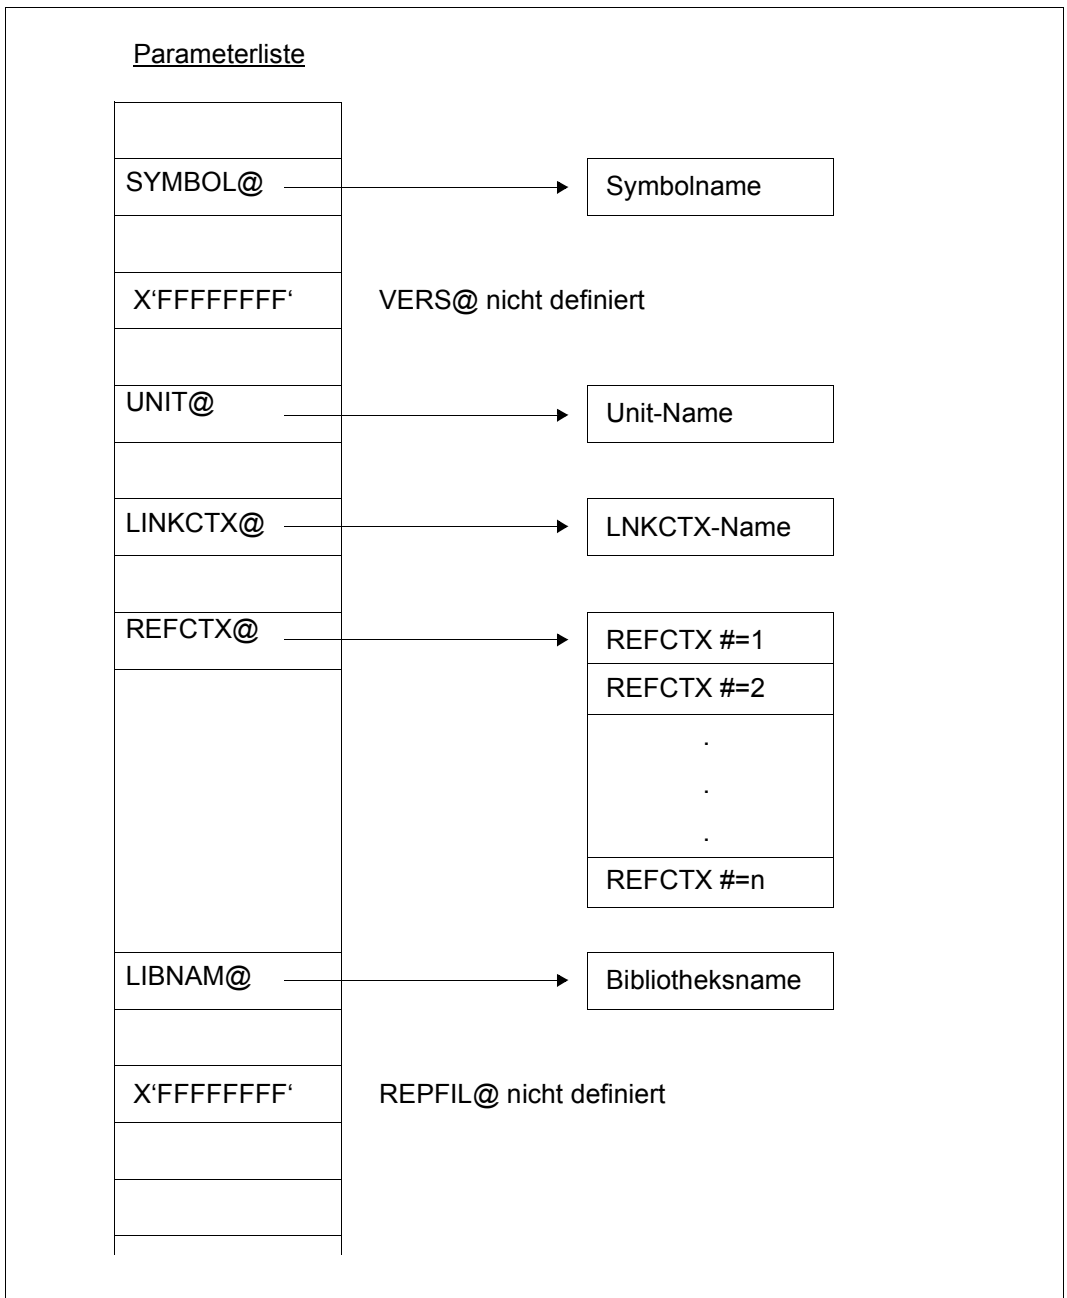 Parameterliste
SYMBOL@ Symbolname
X‘FFFFFFFF‘ VERS@ nicht definiert
UNIT@ Unit-Name
LINKCTX@ LNKCTX-Name
REFCTX@ REFCTX #=1
REFCTX #=2
.
.
.
REFCTX #=n
LIBNAM@ Bibliotheksname
X‘FFFFFFFF‘ REPFIL@ nicht definiert